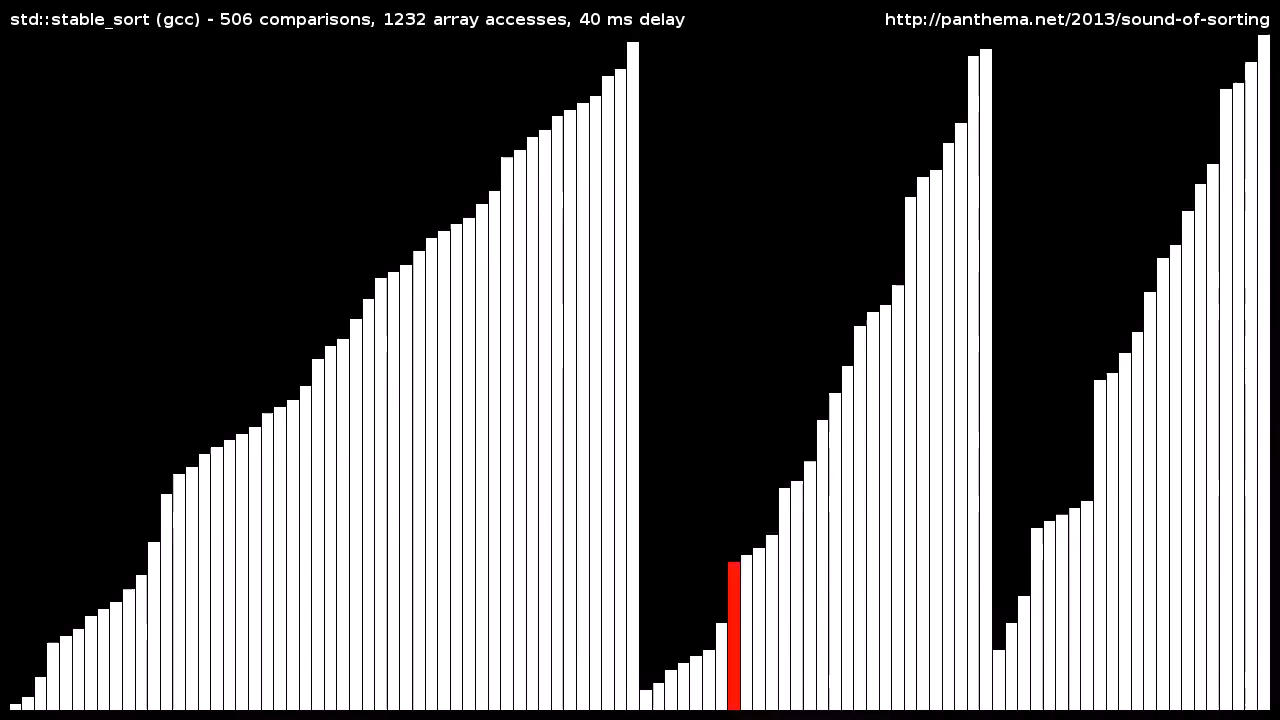 std::stable_sort (gcc) - 506 comparisons, 1232 array accesses, 40 ms delay
http://panthema.net/2013/sound-of-sorting